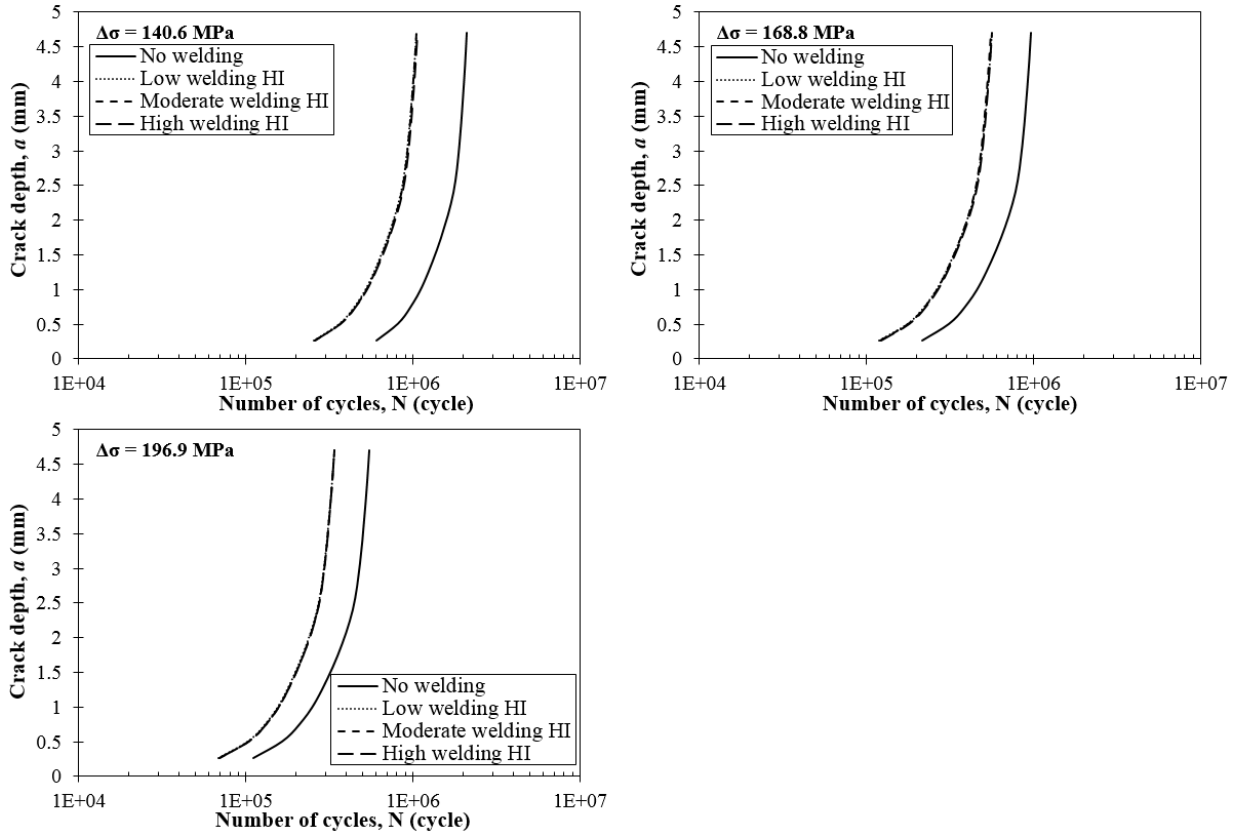 Δσ = 140.6 MPa
No welding
Low welding HI
Moderate welding HI
High welding HI
5
4.5
4
3.5
3
2.5
2
1.5
1
0.5
0
Crack depth, a (mm)
1E+04
1E+05
1E+06
1E+07
Number of cycles, N (cycle)
Δσ = 168.8 MPa
No welding
Low welding HI
Moderate welding HI
High welding HI
5
4.5
4
3.5
3
2.5
2
1.5
1
0.5
0
Crack depth, a (mm)
1E+04
1E+05
1E+06
1E+07
Number of cycles, N (cycle)
Δσ = 196.9 MPa
5
4.5
4
3.5
3
2.5
2
1.5
1
0.5
0
Crack depth, a (mm)
No welding
Low welding HI
Moderate welding HI
High welding HI
1E+04
1E+05
1E+06
1E+07
Number of cycles, N (cycle)